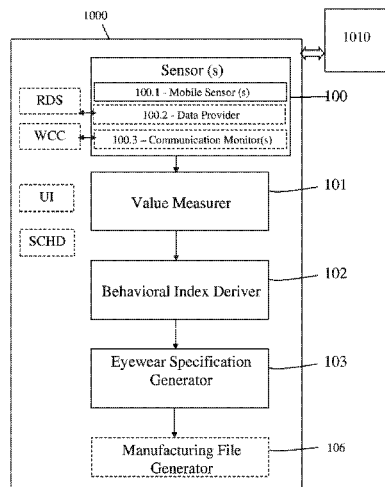 1000
1010
Sensor (s)
100.1 - Mobile Sensor (s)
100
RDS
100.2 - Data Provider
WCC
100.3 – Communication Monitor(s)
101
UI
Value Measurer
SCHD
102
Behavioral Index Deriver
103
Eyewear Specification
Generator
106
Manufacturing File
Generator